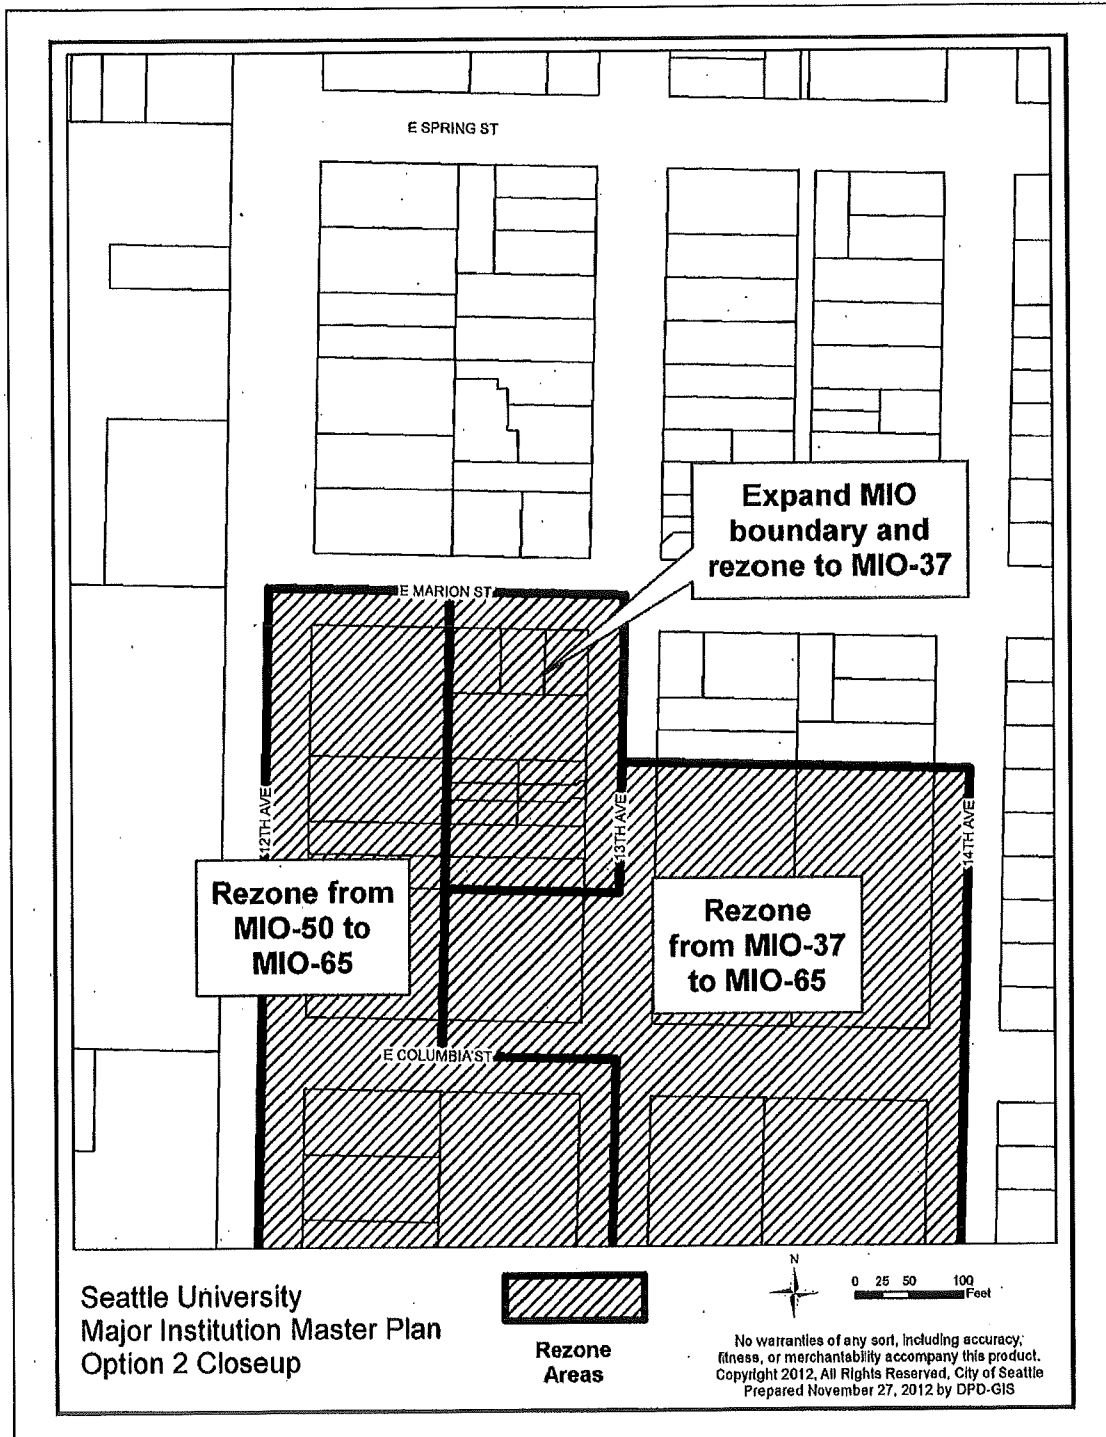 E SPRING ST
Expand MIO
boundary and
rezone to MIO-37
E MARION ST
12TH AVE
13TH AVE
14TH AVE
Rezone from
MIO-50 to
MIO-65
Rezone
from MIO-37
to MIO-65
E COLUMBIA ST
Seattle University
Major Institution Master Plan
Option 2 Closeup
Rezone
Areas
N
0 25 50 100
Feet
No warranties of any sort, including accuracy,
fitness, or merchantability accompany this product.
Copyright 2012, All Rights Reserved, City of Seattle
Prepared November 27, 2012 by DPD-GIS